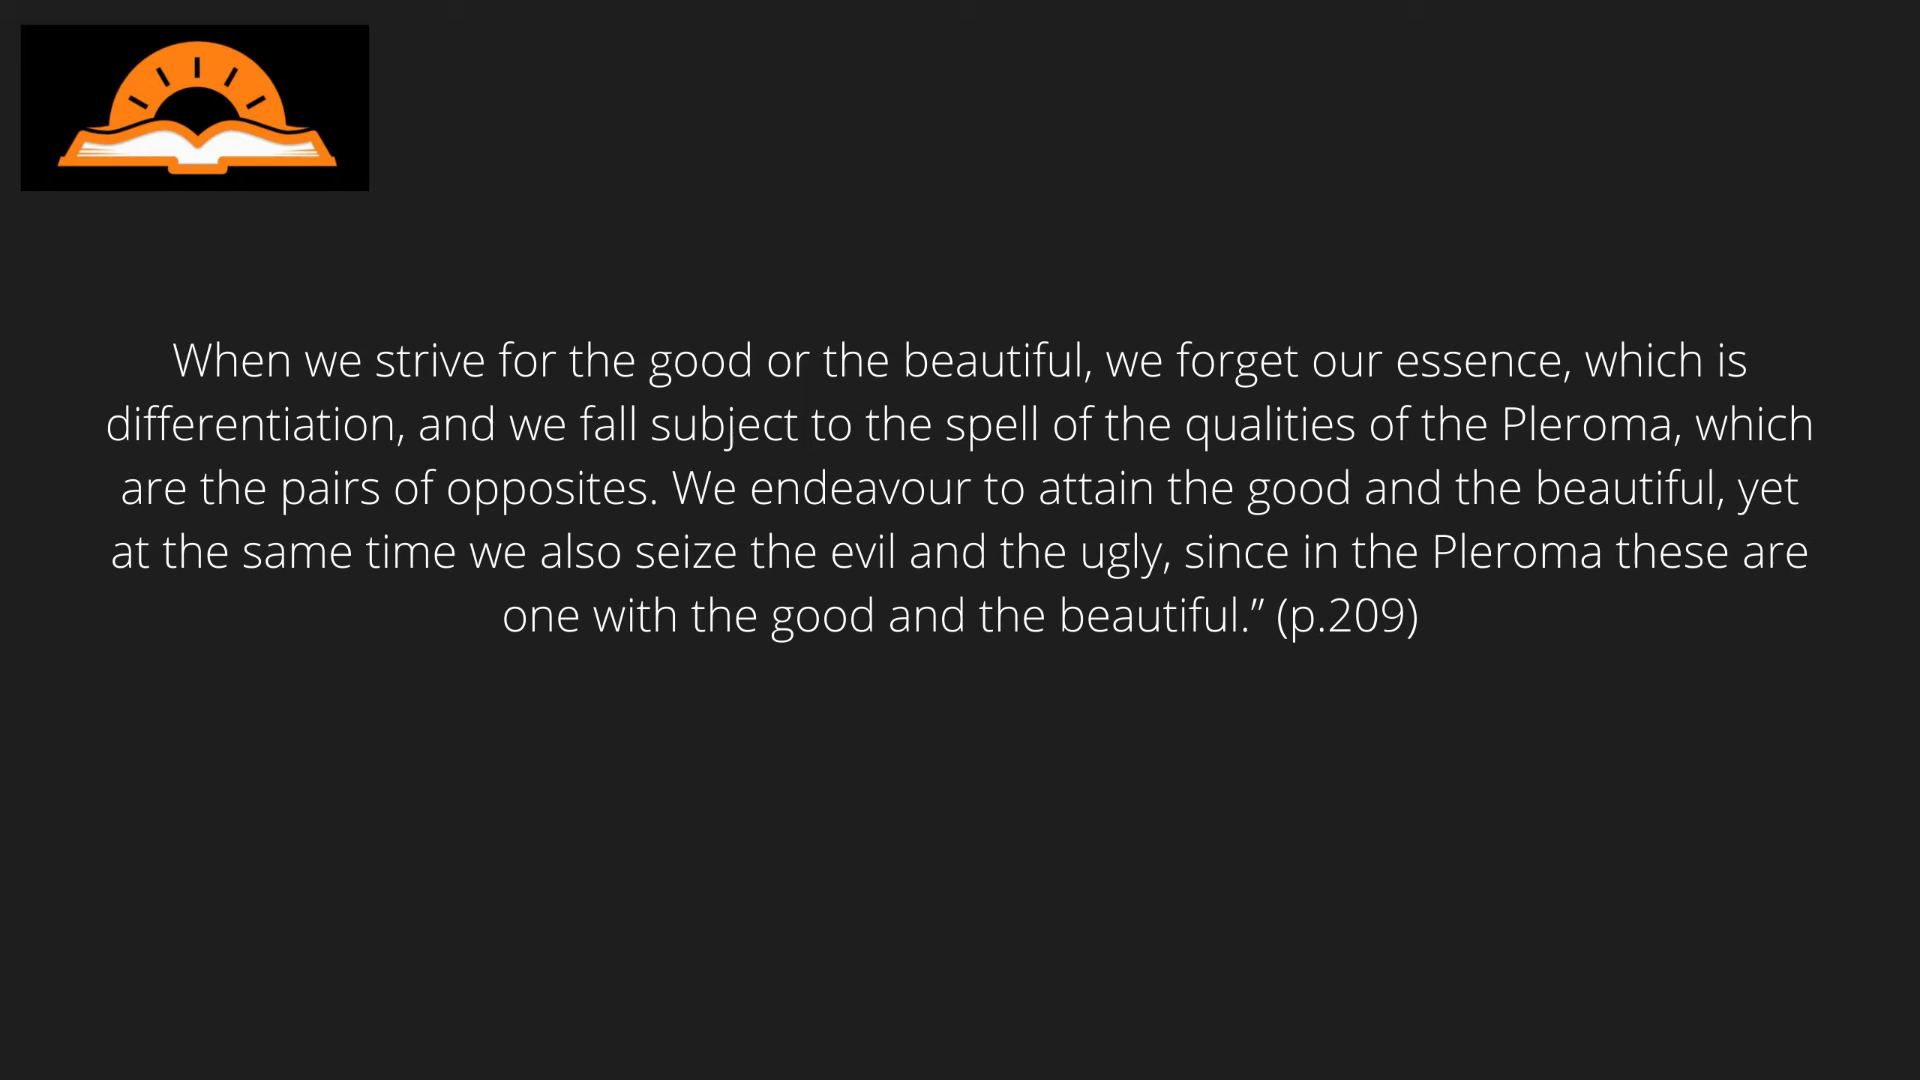 When we strive for the good or the beautiful, we forget our essence, which is
differentiation, and we fall subject to the spell of the qualities of the Pleroma, which
are the pairs of opposites. We endeavour to attain the good and the beautiful, yet
at the same time we also seize the evil and the ugly, since in the Pleroma these are
one with the good and the beautiful.” (p.209)